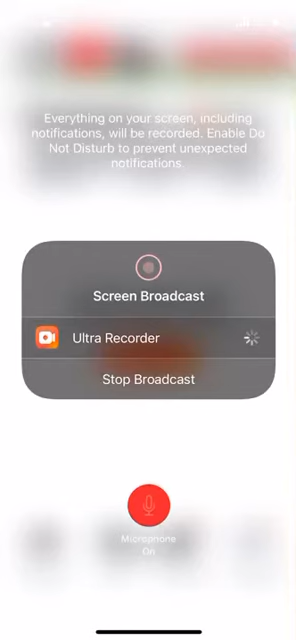 Everything on your screen, including
notifications, will be recorded. Enable Do
Not Disturb to prevent unexpected
notifications.
Screen Broadcast
Ultra Recorder
Stop Broadcast
Microphone
On